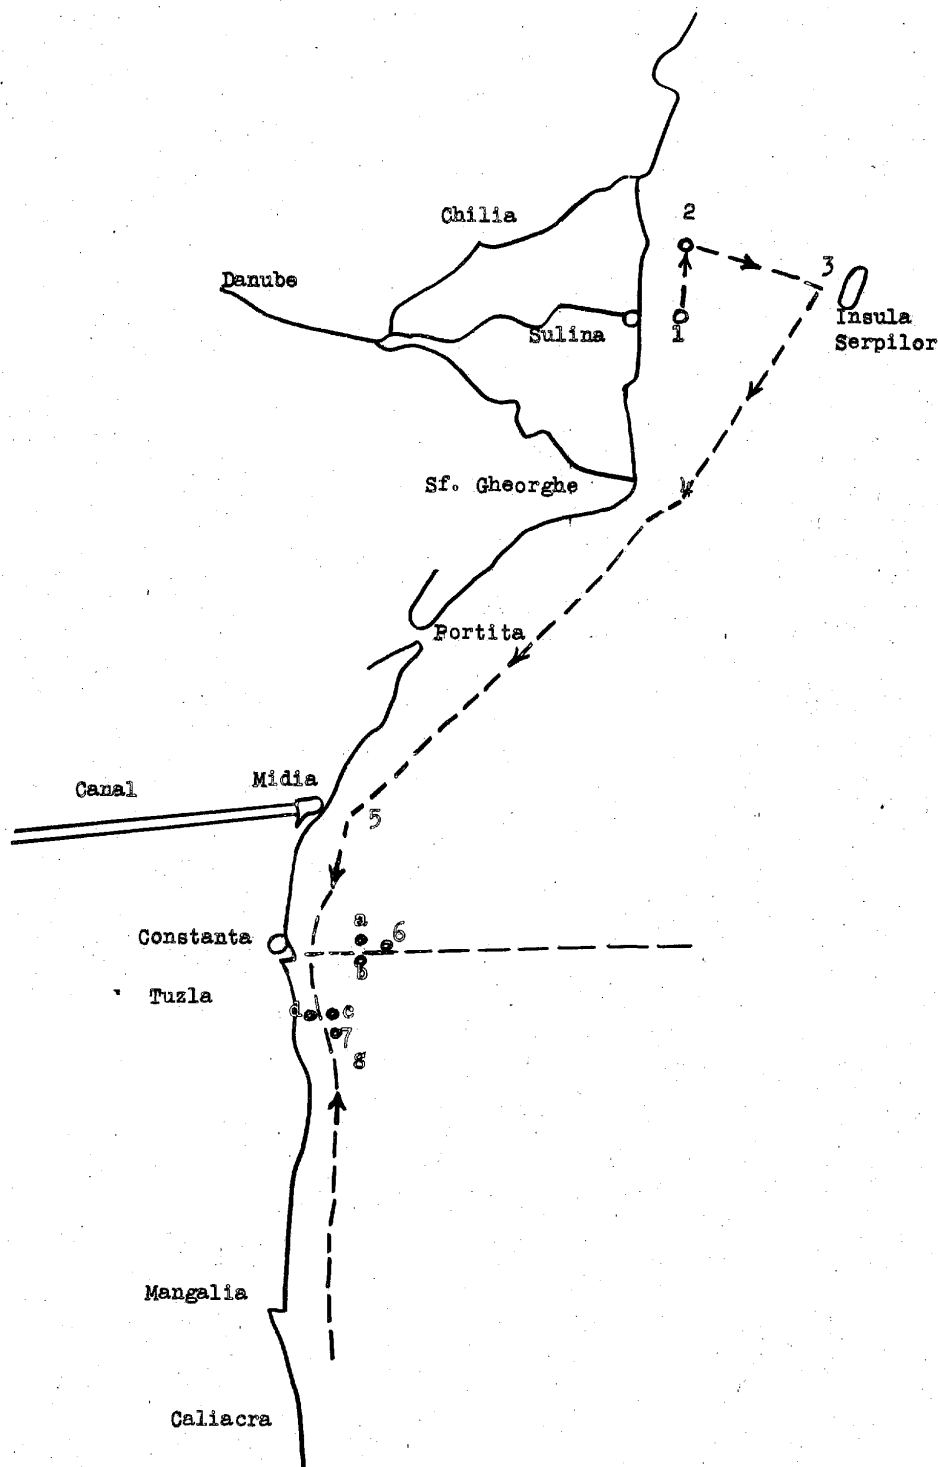 2
Chilia
3
Danube
Insula
Serpilor
Sulina
1
Sf. Gheorghe
4
Portita
Midia
Canal
5
a
6
Constanta
b
Tuzla
d
c
7
8
Mangalia
Caliacra